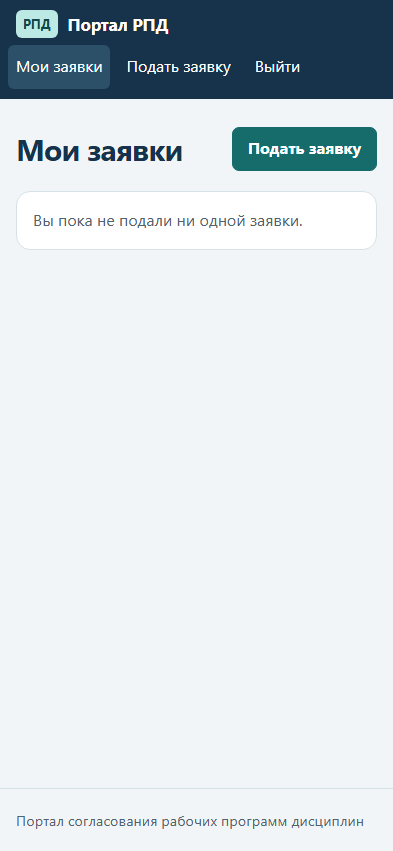 РПД Портал РПД
Мои заявки Подать заявку Выйти
Мои заявки Подать заявку
Вы пока не подали ни одной заявки.
Портал согласования рабочих программ дисциплин